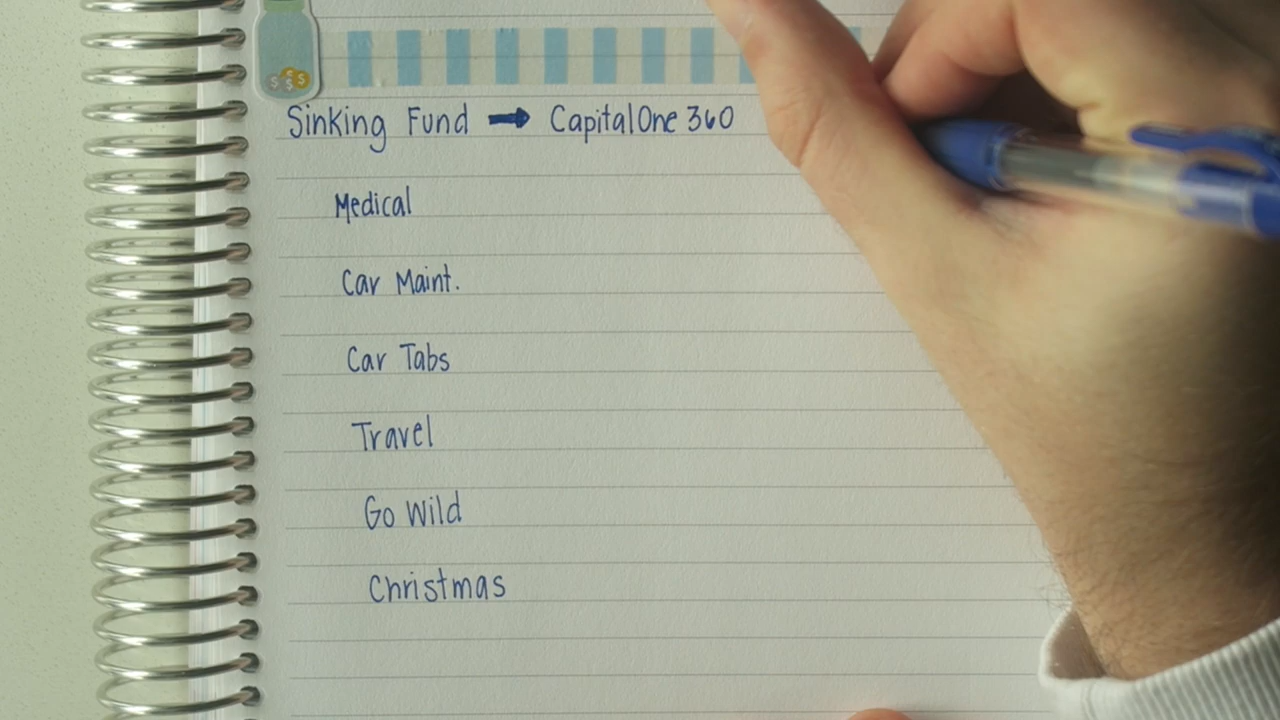 Sinking Fund ➡ CapitalOne 360
Medical
Car Maint.
Car Tabs
Travel
Go Wild
Christmas